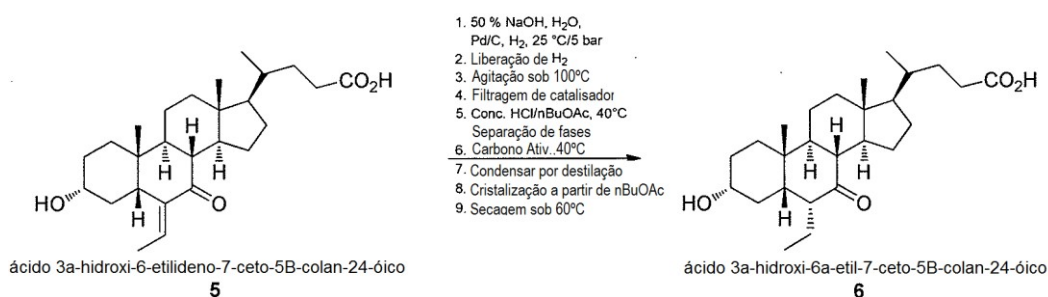 1. 50 % NaOH, H₂O,
Pd/C, H₂, 25 °C/5 bar
2. Liberação de H₂
3. Agitação sob 100ºC
4. Filtragem de catalisador
5. Conc. HCl/nBuOAc, 40°C
Separação de fases
6. Carbono Ativ..40ºC
7. Condensar por destilação
8. Cristalização a partir de nBuOAc
9. Secagem sob 60ºC
CO₂H
HO
H
H
H
H
O
ácido 3a-hidroxi-6-etilideno-7-ceto-5B-colan-24-óico
5
CO₂H
HO
H
H
H
H
O
ácido 3a-hidroxi-6a-etil-7-ceto-5B-colan-24-óico
6